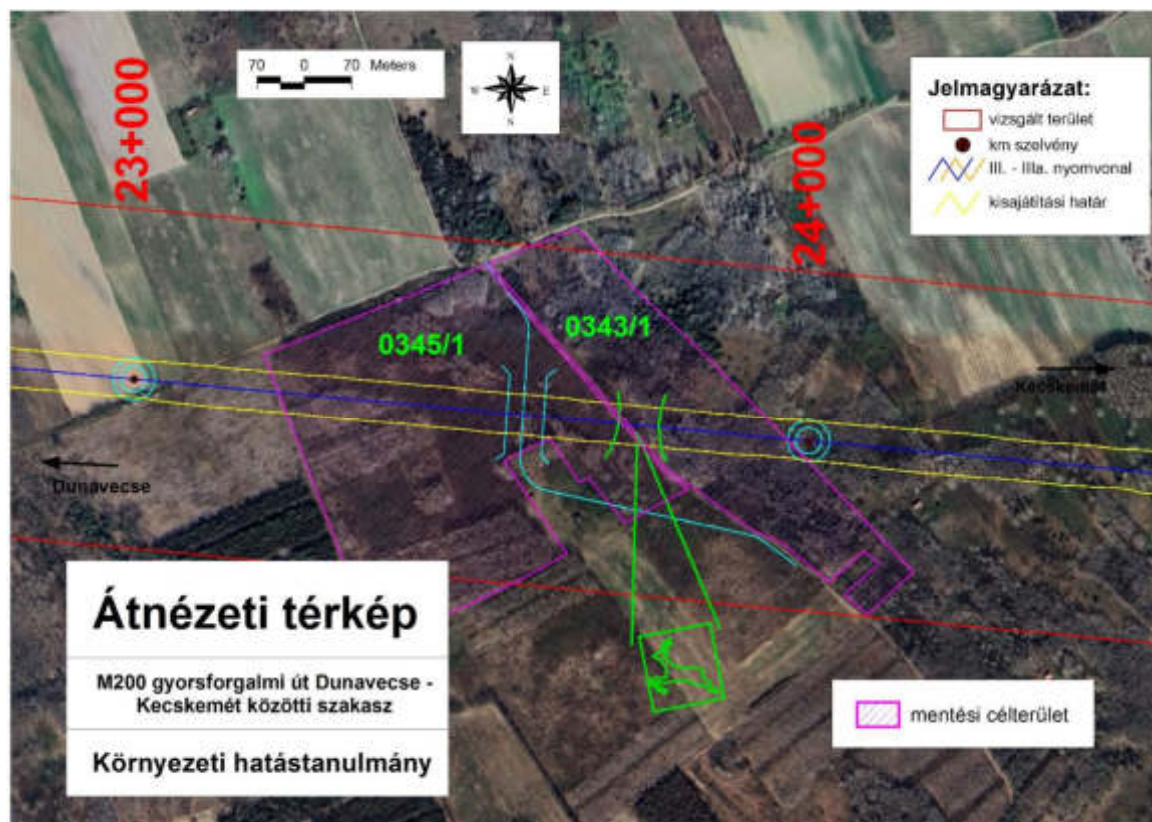 23+000
70 0 70 Meters
N
W E
N
24+000
Jelmagyarázat:
vizsgált terület
km szelvény
III. - IIIa. nyomvonal
kisajátítási határ
0345/1
0343/1
Kecskemét
Dunavecse
Átnézeti térkép
M200 gyorsforgalmi út Dunavecse -
Kecskemét közötti szakasz
Környezeti hatástanulmány
mentési célterület